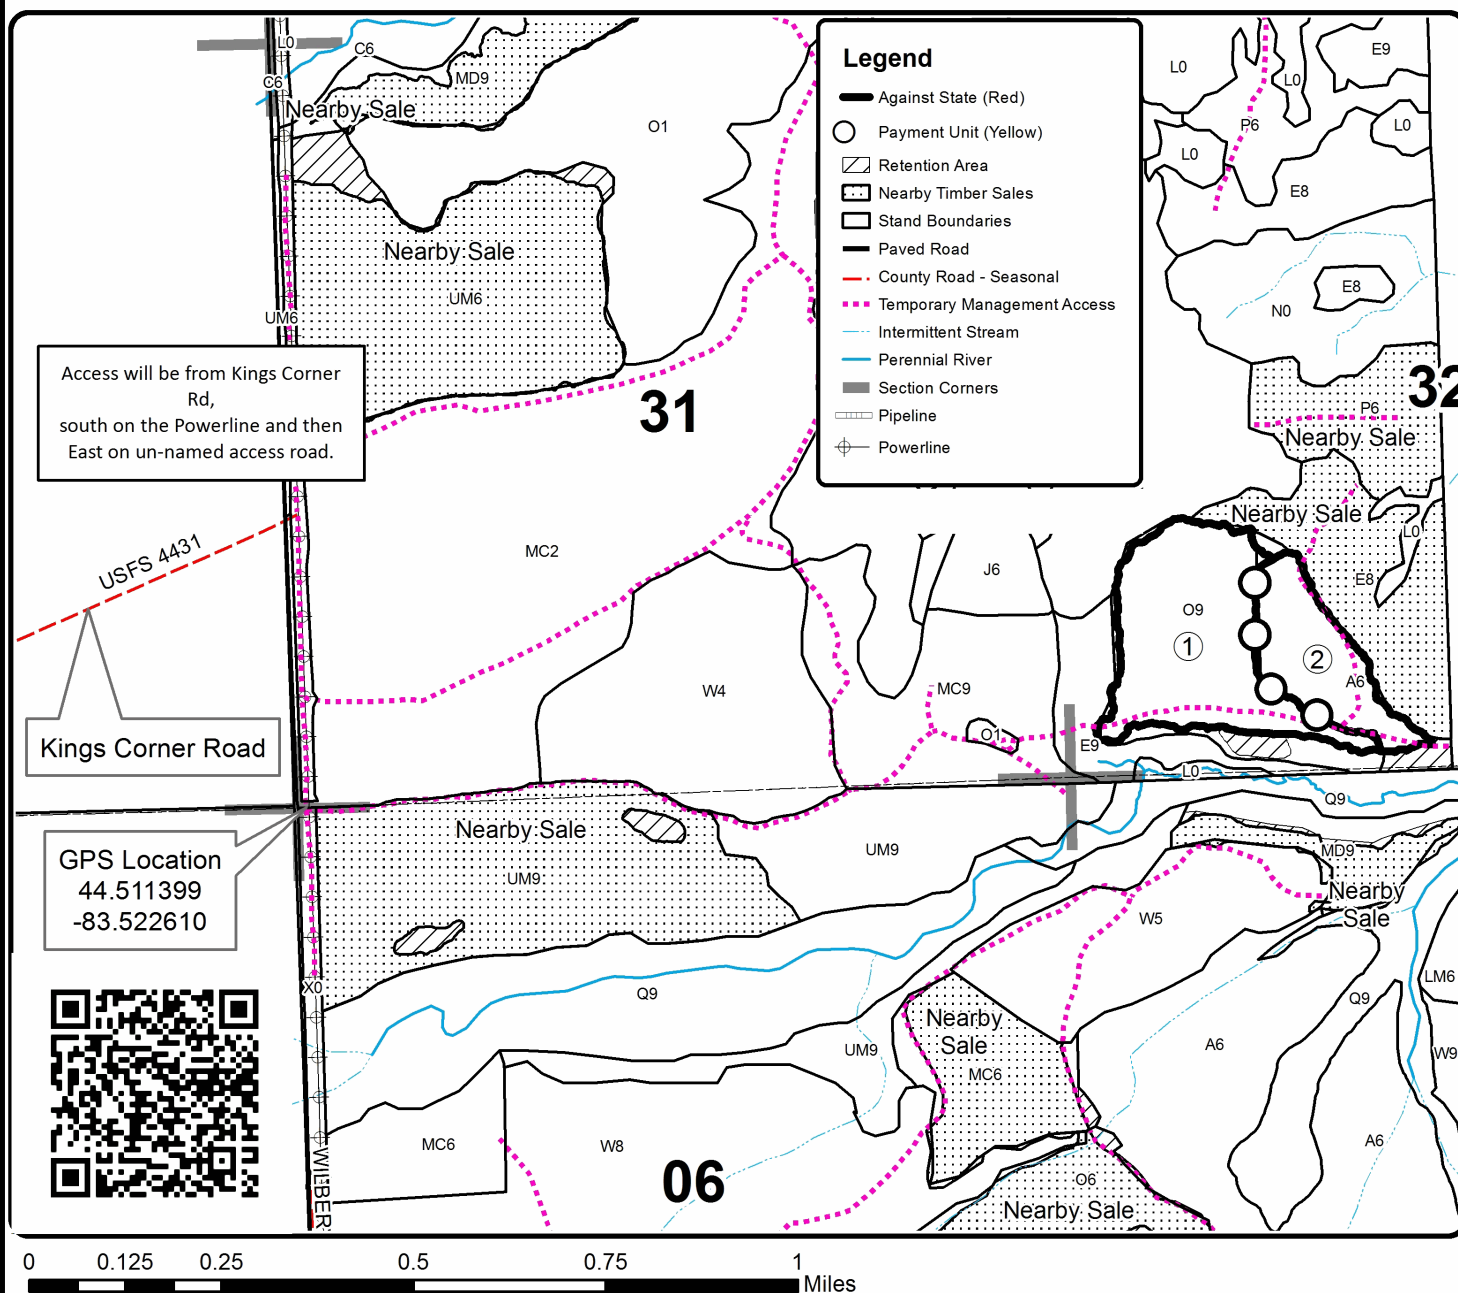 L0
C6
C6
MD9
Nearby Sale
O1
Nearby Sale
UM6
UM6
Legend
Against State (Red)
Payment Unit (Yellow)
Retention Area
Nearby Timber Sales
Stand Boundaries
Paved Road
County Road - Seasonal
Temporary Management Access
Intermittent Stream
Perennial River
Section Corners
Pipeline
Powerline
L0
L0
E9
P6
L0
L0
E8
E8
N0
32
P6
Nearby Sale
Nearby Sale
L0
E8
Access will be from Kings Corner
Rd,
south on the Powerline and then
East on un-named access road.
31
USFS 4431
MC2
J6
O9
1
2
A6
W4
MC9
O1
E9
Kings Corner Road
L0
Q9
Nearby Sale
UM9
UM9
MD9
Nearby
Sale
GPS Location
44.511399
-83.522610
W5
X0
Q9
LM6
Q9
Nearby
Sale
MC6
UM9
A6
W9
MC6
W8
06
A6
O6
Nearby Sale
WILBER
0
0.125
0.25
0.5
0.75
1
Miles